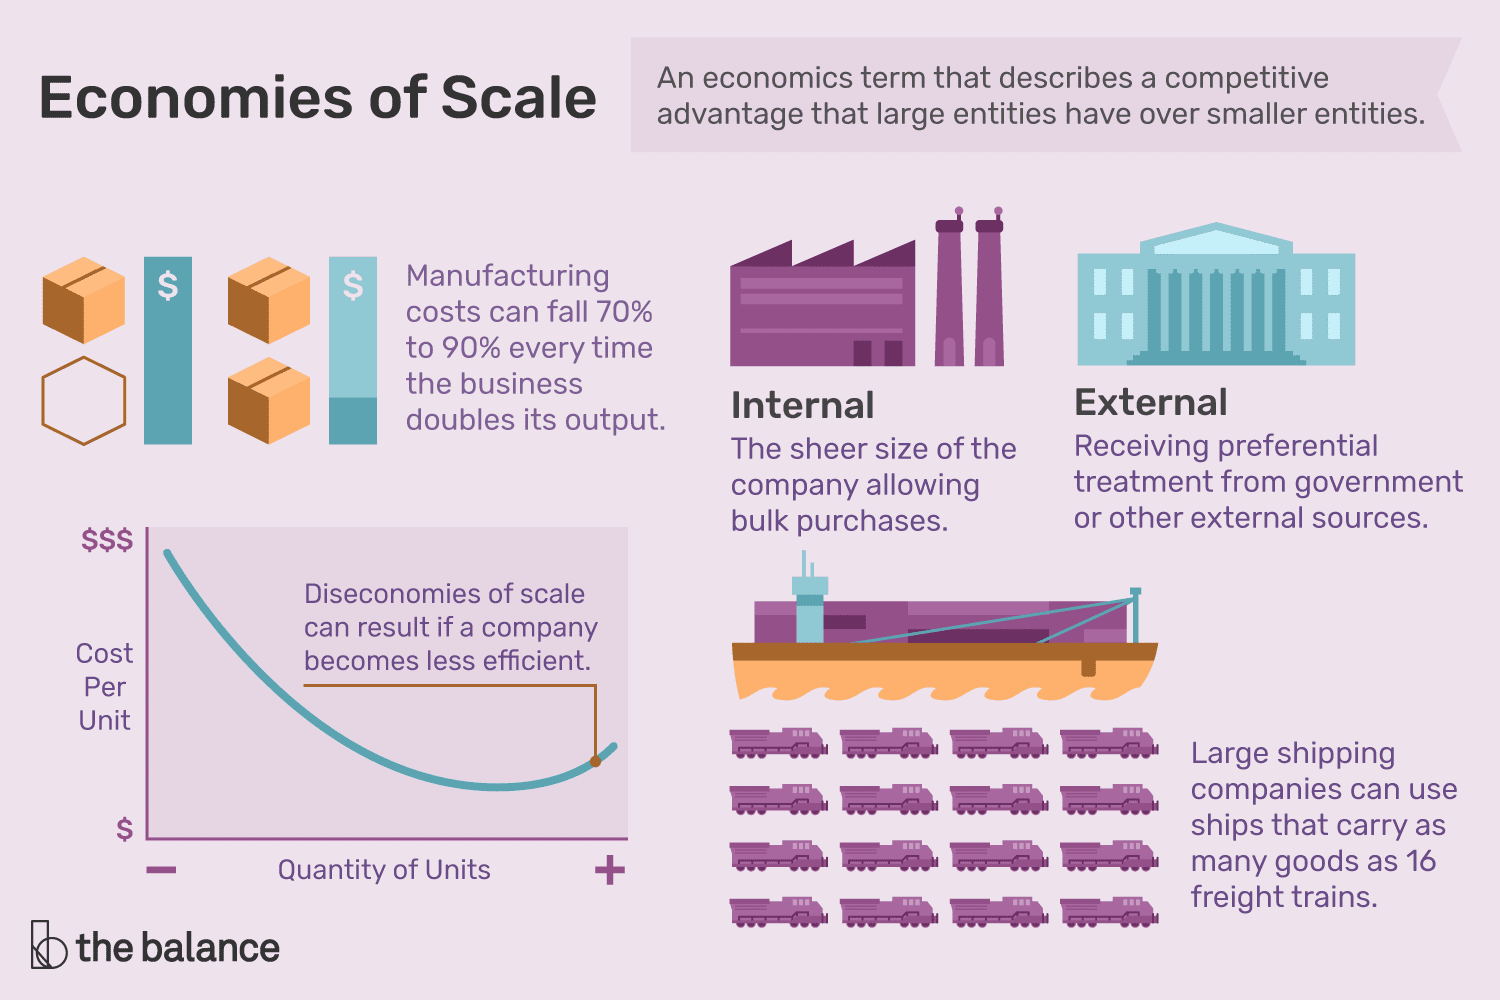 Economies of Scale
An economics term that describes a competitive
advantage that large entities have over smaller entities.
$
$
Manufacturing
costs can fall 70%
to 90% every time
the business
doubles its output.
Internal
The sheer size of the
company allowing
bulk purchases.
External
Receiving preferential
treatment from government
or other external sources.
$$$
Cost
Per
Unit
$
Diseconomies of scale
can result if a company
becomes less efficient.
− Quantity of Units +
Large shipping
companies can use
ships that carry as
many goods as 16
freight trains.
the balance